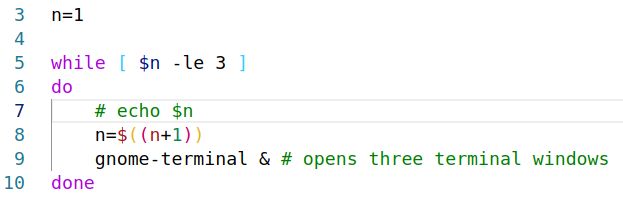 3 n=1
4
5 while [ $n -le 3 ]
6 do
7 # echo $n
8 n=$((n+1))
9 gnome-terminal & # opens three terminal windows
10 done